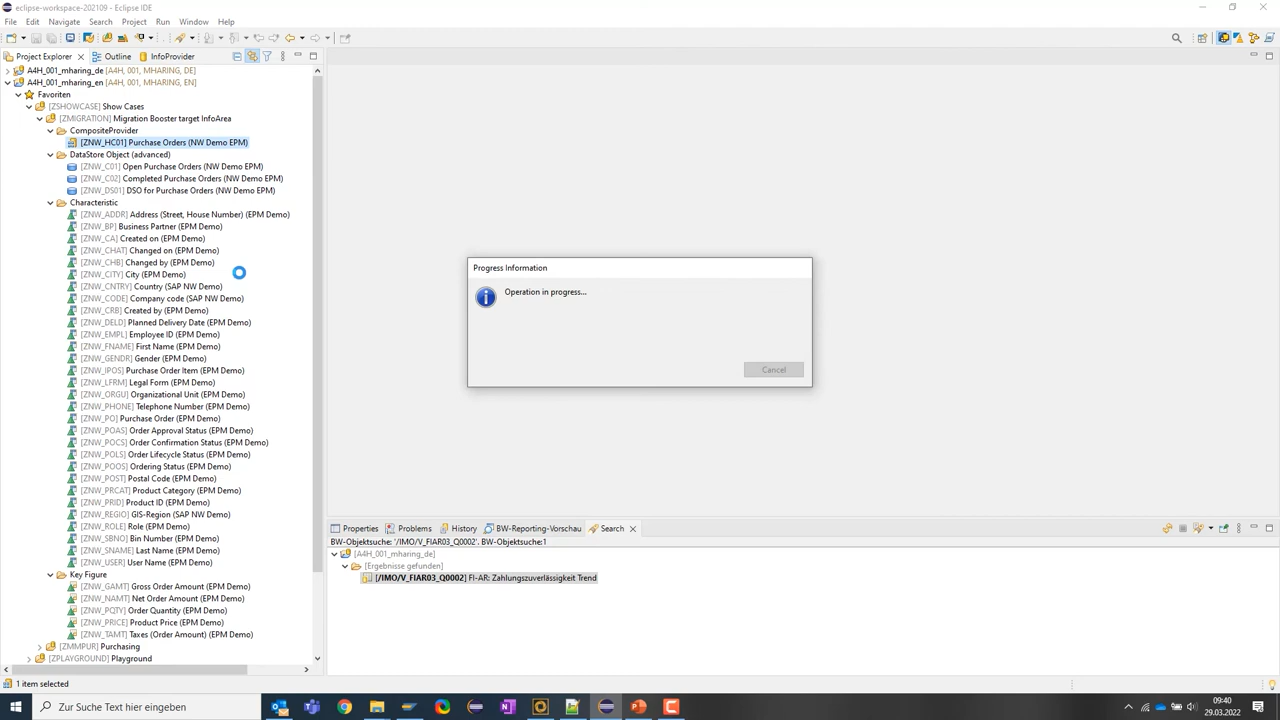 eclipse-workspace-202109 - Eclipse IDE
File Edit Navigate Search Project Run Window Help
Project Explorer Outline InfoProvider
A4H_001_mharing_de [A4H, 001, MHARING, DE]
A4H_001_mharing_en [A4H, 001, MHARING, EN]
Favoriten
[ZSHOWCASE] Show Cases
[ZMIGRATION] Migration Booster target InfoArea
CompositeProvider
[ZNW_HC01] Purchase Orders (NW Demo EPM)
DataStore Object (advanced)
[ZNW_C01] Open Purchase Orders (NW Demo EPM)
[ZNW_C02] Completed Purchase Orders (NW Demo EPM)
[ZNW_DS01] DSO for Purchase Orders (NW Demo EPM)
Characteristic
[ZNW_ADDR] Address (Street, House Number) (EPM Demo)
[ZNW_BP] Business Partner (EPM Demo)
[ZNW_CA] Created on (EPM Demo)
[ZNW_CHAT] Changed on (EPM Demo)
[ZNW_CHB] Changed by (EPM Demo)
[ZNW_CITY] City (EPM Demo)
[ZNW_CNTRY] Country (SAP NW Demo)
[ZNW_CODE] Company code (SAP NW Demo)
[ZNW_CRB] Created by (EPM Demo)
[ZNW_DELD] Planned Delivery Date (EPM Demo)
[ZNW_EMPL] Employee ID (EPM Demo)
[ZNW_FNAME] First Name (EPM Demo)
[ZNW_GENDR] Gender (EPM Demo)
[ZNW_IPOS] Purchase Order Item (EPM Demo)
[ZNW_LFRM] Legal Form (EPM Demo)
[ZNW_ORGU] Organizational Unit (EPM Demo)
[ZNW_PHONE] Telephone Number (EPM Demo)
[ZNW_PO] Purchase Order (EPM Demo)
[ZNW_POAS] Order Approval Status (EPM Demo)
[ZNW_POCS] Order Confirmation Status (EPM Demo)
[ZNW_POLS] Order Lifecycle Status (EPM Demo)
[ZNW_POOS] Ordering Status (EPM Demo)
[ZNW_POST] Postal Code (EPM Demo)
[ZNW_PRCAT] Product Category (EPM Demo)
[ZNW_PRID] Product ID (EPM Demo)
[ZNW_REGIO] GIS-Region (SAP NW Demo)
[ZNW_ROLE] Role (EPM Demo)
[ZNW_SBNO] Bin Number (EPM Demo)
[ZNW_SNAME] Last Name (EPM Demo)
[ZNW_USER] User Name (EPM Demo)
Key Figure
[ZNW_GAMT] Gross Order Amount (EPM Demo)
[ZNW_NAMT] Net Order Amount (EPM Demo)
[ZNW_PQTY] Order Quantity (EPM Demo)
[ZNW_PRICE] Product Price (EPM Demo)
[ZNW_TAMT] Taxes (Order Amount) (EPM Demo)
[ZMMPUR] Purchasing
[ZPLAYGROUND] Playground
Progress Information
Operation in progress...
Cancel
Properties Problems History BW-Reporting-Vorschau Search
BW-Objektsuche: '/IMO/V_FIAR03_Q0002'. BW-Objektsuche:1
[A4H_001_mharing_de]
[Ergebnisse gefunden]
[/IMO/V_FIAR03_Q0002] FI-AR: Zahlungszuverlässigkeit Trend
1 item selected
Zur Suche Text hier eingeben
09:40
29.03.2022